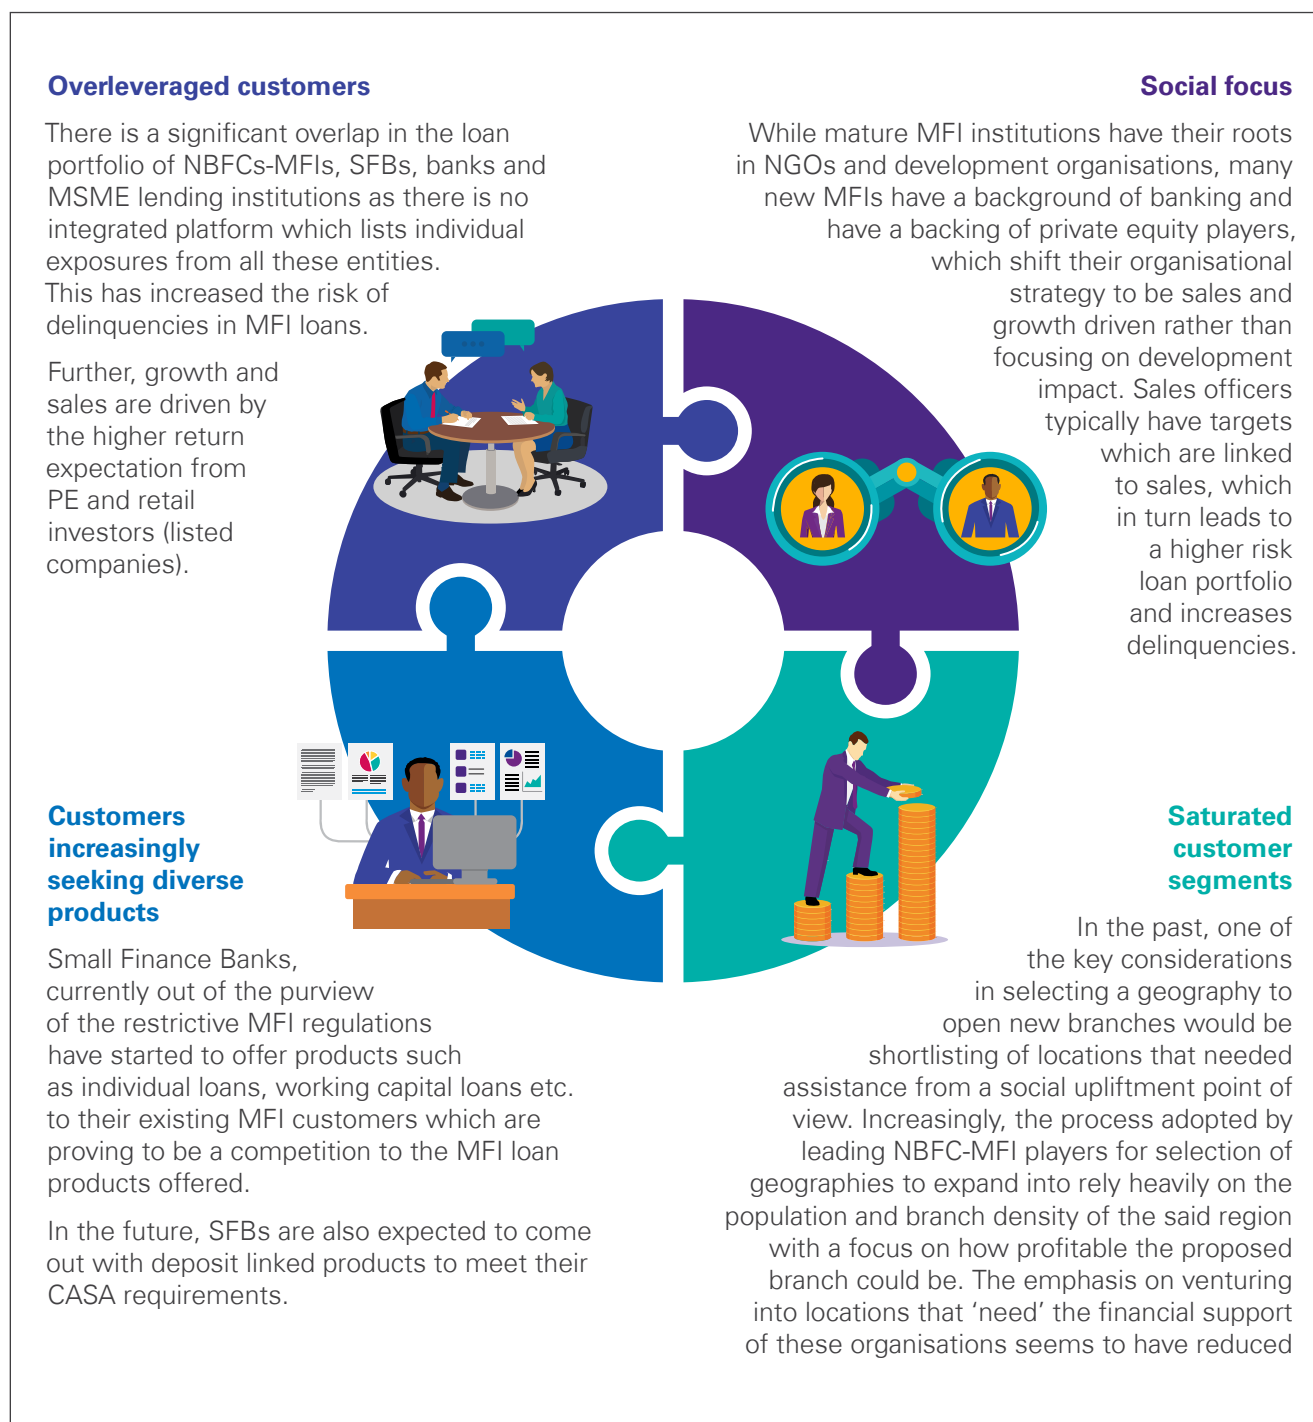 Overleveraged customers
There is a significant overlap in the loan
portfolio of NBFCs-MFIs, SFBs, banks and
MSME lending institutions as there is no
integrated platform which lists individual
exposures from all these entities.
This has increased the risk of
delinquencies in MFI loans.
Further, growth and
sales are driven by
the higher return
expectation from
PE and retail
investors (listed
companies).
Social focus
While mature MFI institutions have their roots
in NGOs and development organisations, many
new MFIs have a background of banking and
have a backing of private equity players,
which shift their organisational
strategy to be sales and
growth driven rather than
focusing on development
impact. Sales officers
typically have targets
which are linked
to sales, which
in turn leads to
a higher risk
loan portfolio
and increases
delinquencies.
Customers
increasingly
seeking diverse
products
Small Finance Banks,
currently out of the purview
of the restrictive MFI regulations
have started to offer products such
as individual loans, working capital loans etc.
to their existing MFI customers which are
proving to be a competition to the MFI loan
products offered.
In the future, SFBs are also expected to come
out with deposit linked products to meet their
CASA requirements.
Saturated
customer
segments
In the past, one of
the key considerations
in selecting a geography to
open new branches would be
shortlisting of locations that needed
assistance from a social upliftment point of
view. Increasingly, the process adopted by
leading NBFC-MFI players for selection of
geographies to expand into rely heavily on the
population and branch density of the said region
with a focus on how profitable the proposed
branch could be. The emphasis on venturing
into locations that ‘need’ the financial support
of these organisations seems to have reduced